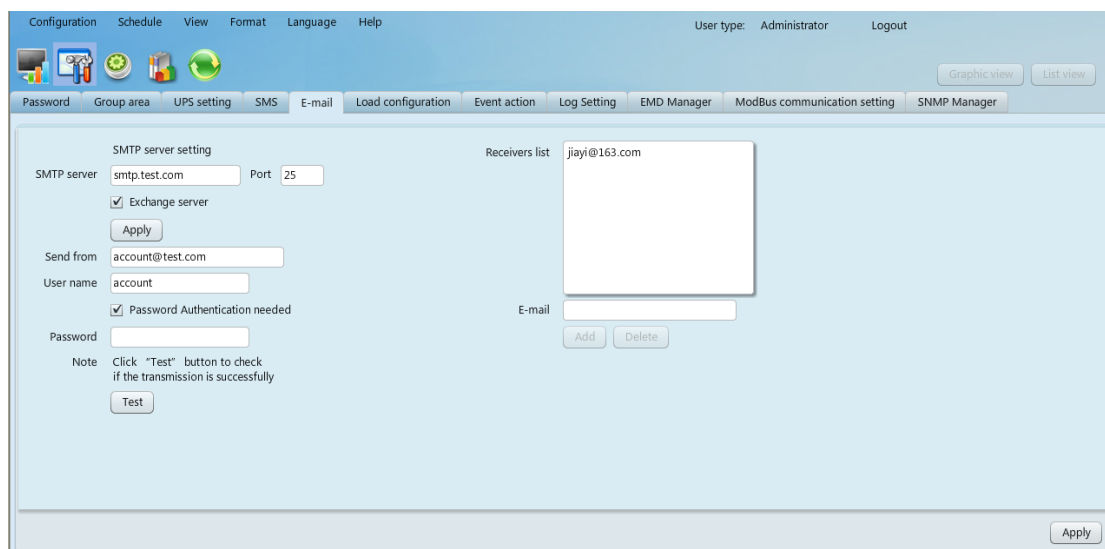 Configuration Schedule View Format Language Help User type: Administrator Logout
Graphic view List view
Password Group area UPS setting SMS E-mail Load configuration Event action Log Setting EMD Manager ModBus communication setting SNMP Manager
SMTP server setting
SMTP server smtp.test.com Port 25
Exchange server
Apply
Send from account@test.com
User name account
Password Authentication needed
Password
Note Click “Test” button to check
if the transmission is successfully
Test
Receivers list jiayi@163.com
E-mail
Add Delete
Apply